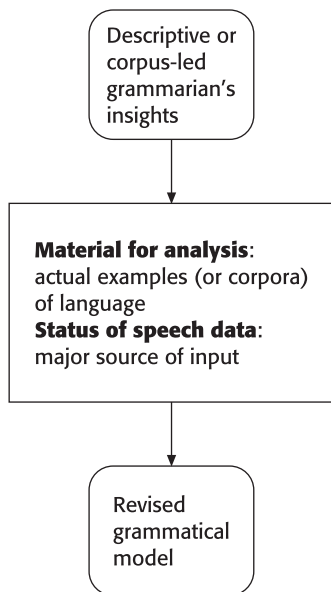 Descriptive or
corpus-led
grammarian’s
insights
Material for analysis:
actual examples (or corpora)
of language
Status of speech data:
major source of input
Revised
grammatical
model